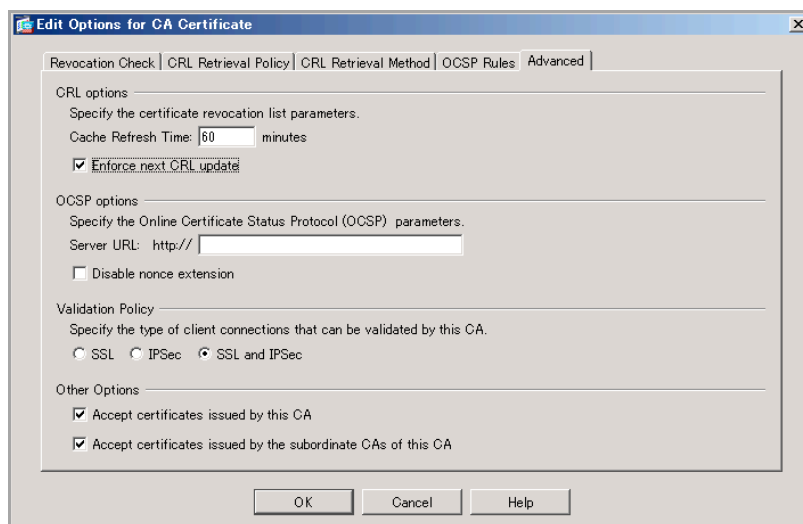 Edit Options for CA Certificate
Revocation Check CRL Retrieval Policy CRL Retrieval Method OCSP Rules Advanced
CRL options
Specify the certificate revocation list parameters.
Cache Refresh Time: 60 minutes
Enforce next CRL update
OCSP options
Specify the Online Certificate Status Protocol (OCSP) parameters.
Server URL: http://
Disable nonce extension
Validation Policy
Specify the type of client connections that can be validated by this CA.
SSL IPSec SSL and IPSec
Other Options
Accept certificates issued by this CA
Accept certificates issued by the subordinate CAs of this CA
OK Cancel Help